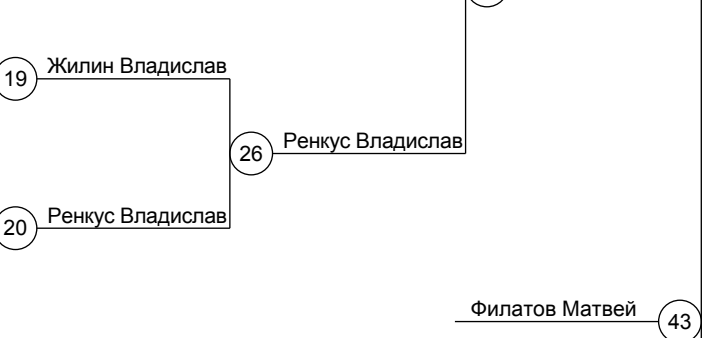 19 Жилин Владислав
26 Ренкус Владислав
20 Ренкус Владислав
Филатов Матвей 43